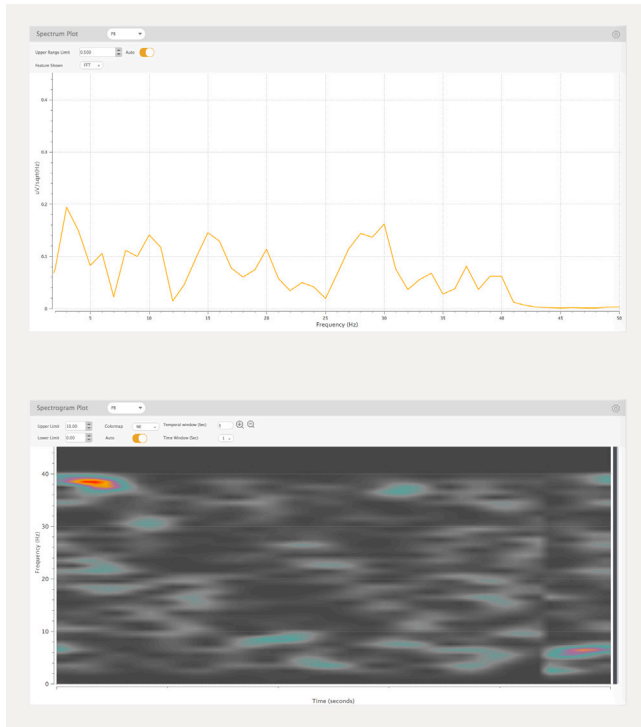 Spectrum Plot F8
Upper Range Limit 0.500 Auto
Feature Shown FFT
0.4
0.3
0.2
0.1
0
uV/sqrt(Hz)
5 10 15 20 25 30 35 40 45 50
Frequency (Hz)
Spectrogram Plot
Upper Limit 10.00 Colormap Temporal window (Sec)
Lower Limit 0.00 Auto Time Window (Sec) 1
40
30
20
10
0
Frequency (Hz)
Time (seconds)